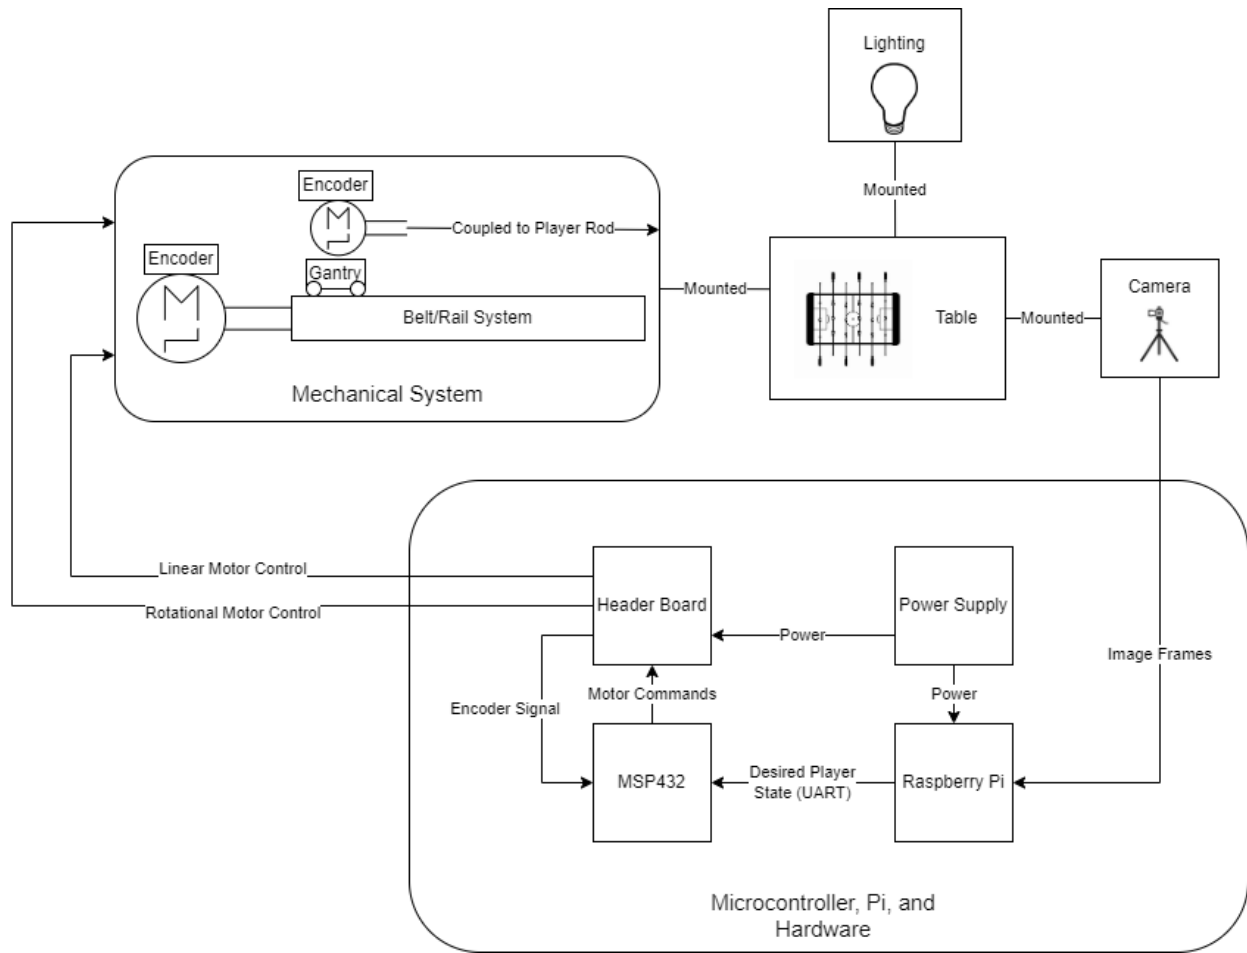 Lighting
Mounted
Encoder
Coupled to Player Rod
Encoder
Gantry
Belt/Rail System
Mechanical System
Mounted
Table
Mounted
Camera
Linear Motor Control
Rotational Motor Control
Header Board
Power
Power Supply
Image Frames
Encoder Signal
Motor Commands
Power
MSP432
Desired Player
State (UART)
Raspberry Pi
Microcontroller, Pi, and
Hardware